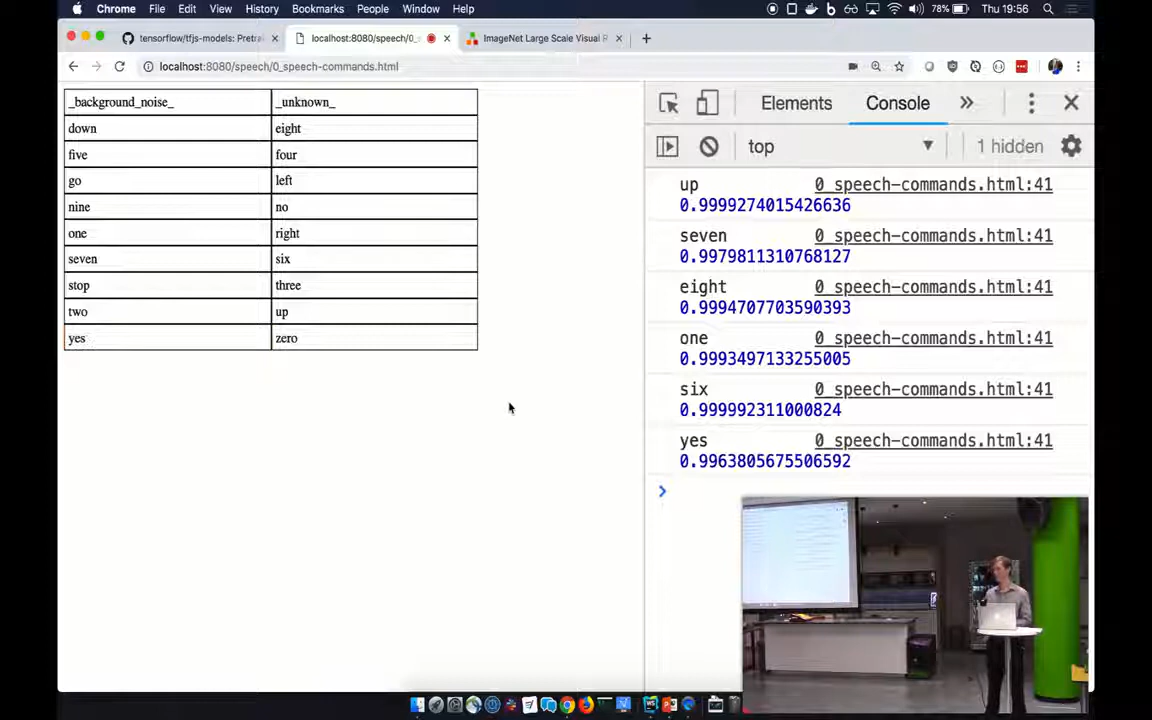 Chrome File Edit View History Bookmarks People Window Help 78% Thu 19:56
tensorflow/tfjs-models: Pretra localhost:8080/speech/0_ ImageNet Large Scale Visual R
localhost:8080/speech/0_speech-commands.html
_background_noise_ _unknown_
down eight
five four
go left
nine no
one right
seven six
stop three
two up
yes zero
Elements Console
top 1 hidden
up 0_speech-commands.html:41
0.9999274015426636
seven 0_speech-commands.html:41
0.9979811310768127
eight 0_speech-commands.html:41
0.9994707703590393
one 0_speech-commands.html:41
0.9993497133255005
six 0_speech-commands.html:41
0.999992311000824
yes 0_speech-commands.html:41
0.9963805675506592